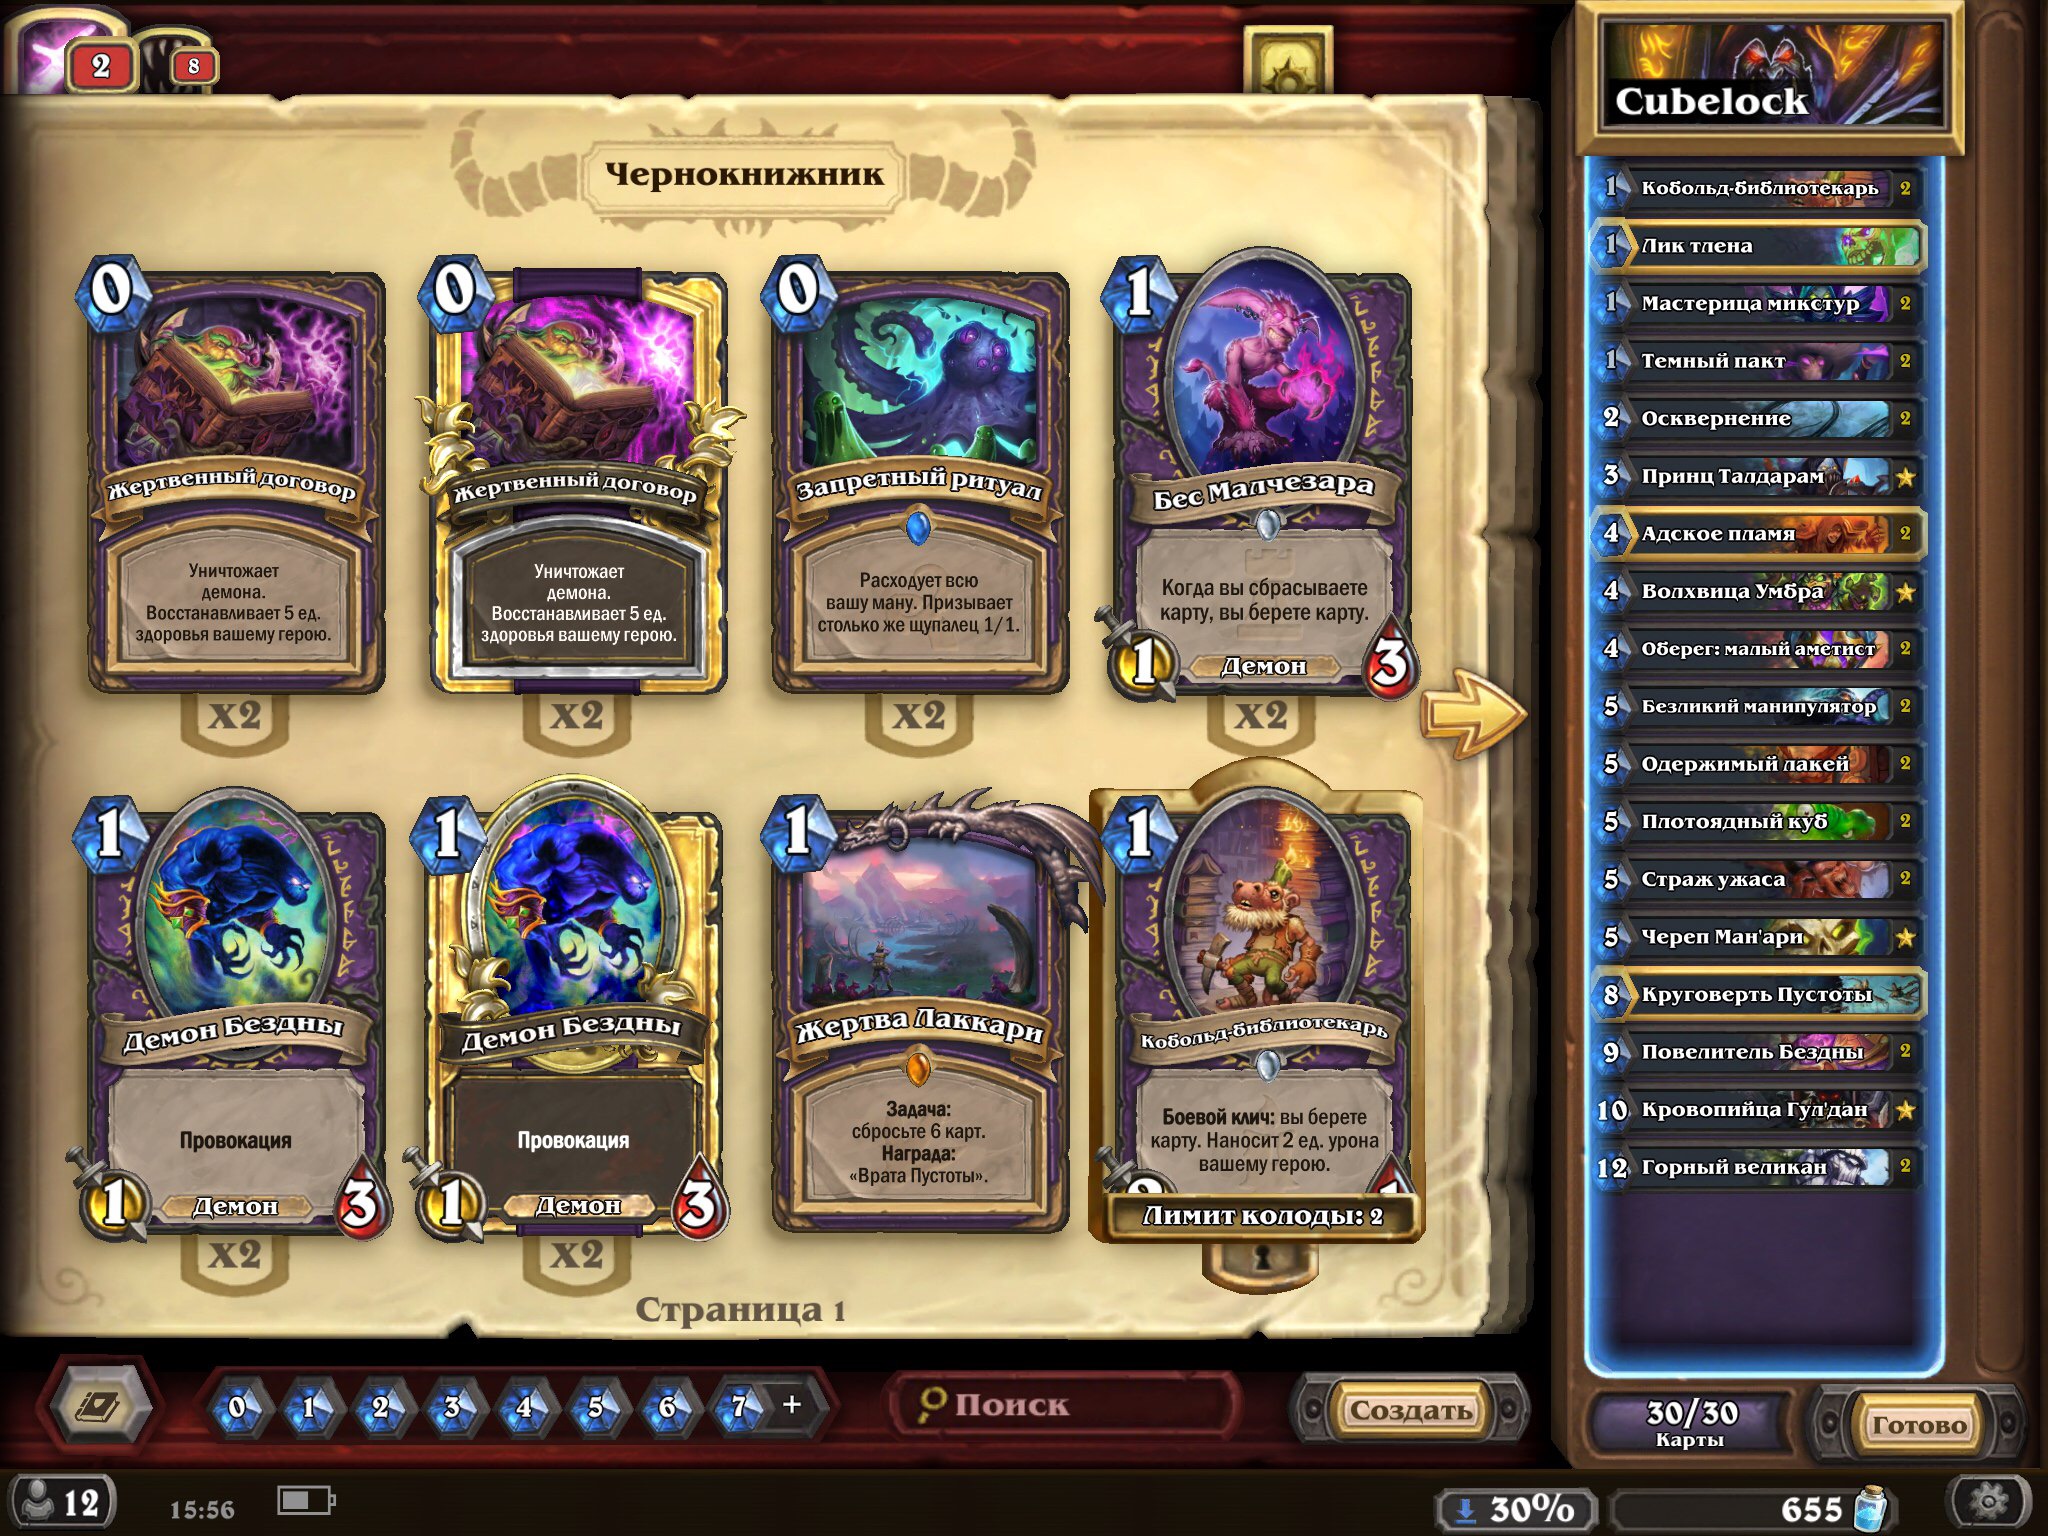 2
8
Cubelock
Чернокнижник
0
Жертвенный договор
Уничтожает
демона.
Восстанавливает 5 ед.
здоровья вашему герою.
X2
0
Жертвенный договор
Уничтожает
демона.
Восстанавливает 5 ед.
здоровья вашему герою.
X2
0
Запретный ритуал
Расходует всю
вашу ману. Призывает
столько же щупалец 1/1.
X2
1
Бес Малчезара
Когда вы сбрасываете
карту, вы берете карту.
1
Демон
3
X2
1
Демон Бездны
Провокация
1
Демон
3
X2
1
Демон Бездны
Провокация
1
Демон
3
X2
1
Жертва Лаккари
Задача:
сбросьте 6 карт.
Награда:
«Врата Пустоты».
1
Кобольд-библиотекарь
Боевой клич: вы берете
карту. Наносит 2 ед. урона
вашему герою.
2
1
Лимит колоды: 2
Страница 1
1 Кобольд-библиотекарь 2
1 Лик тлена
1 Мастерица микстур 2
1 Темный пакт 2
2 Осквернение 2
3 Принц Талдарам
4 Адское пламя 2
4 Волхвица Умбра
4 Оберег: малый аметист 2
5 Безликий манипулятор 2
5 Одержимый лакей 2
5 Плотоядный куб 2
5 Страж ужаса 2
5 Череп Ман'ари
8 Круговерть Пустоты
9 Повелитель Бездны 2
10 Кровопийца Гул'дан
12 Горный великан 2
0 1 2 3 4 5 6 7 +
Поиск
Создать
30/30
Карты
Готово
12
15:56
30%
655